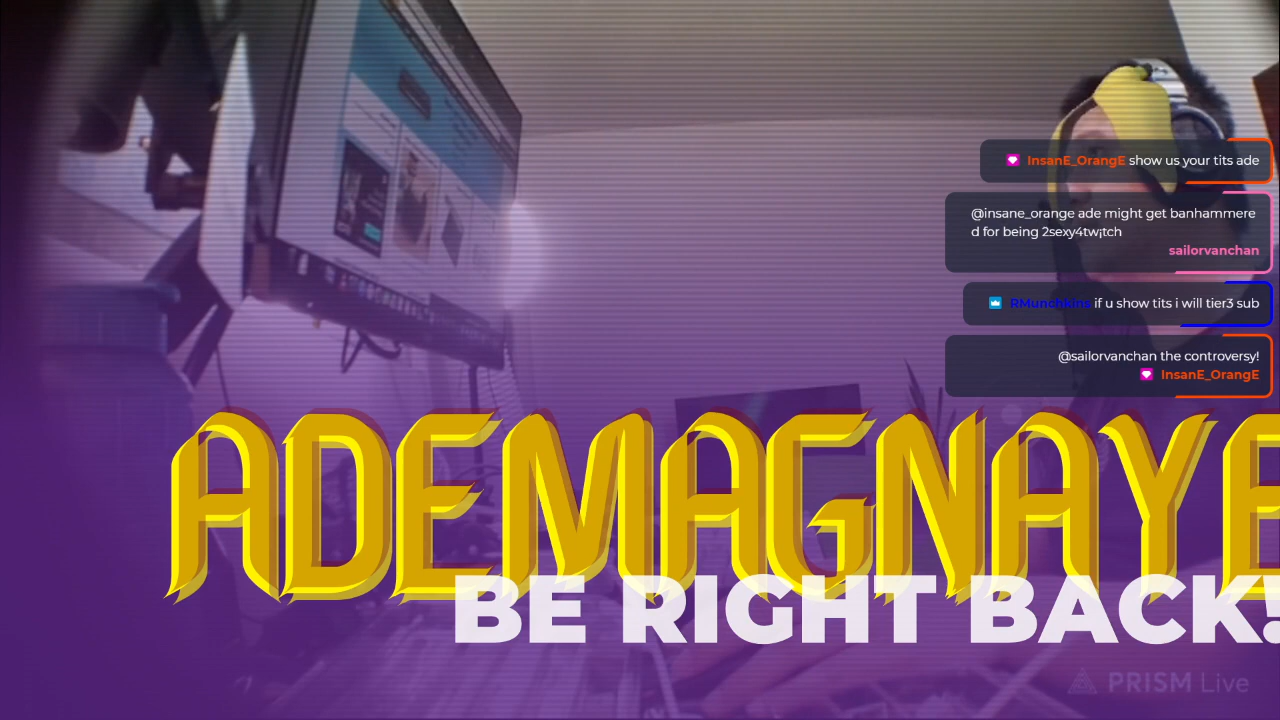 InsanE_OrangE show us your tits ade
@insane_orange ade might get banhammere
d for being 2sexy4tw¡tch
sailorvanchan
RMunchkins if u show tits i will tier3 sub
@sailorvanchan the controversy!
InsanE_OrangE
ADEMAGNAYE
BE RIGHT BACK!
PRISM Live